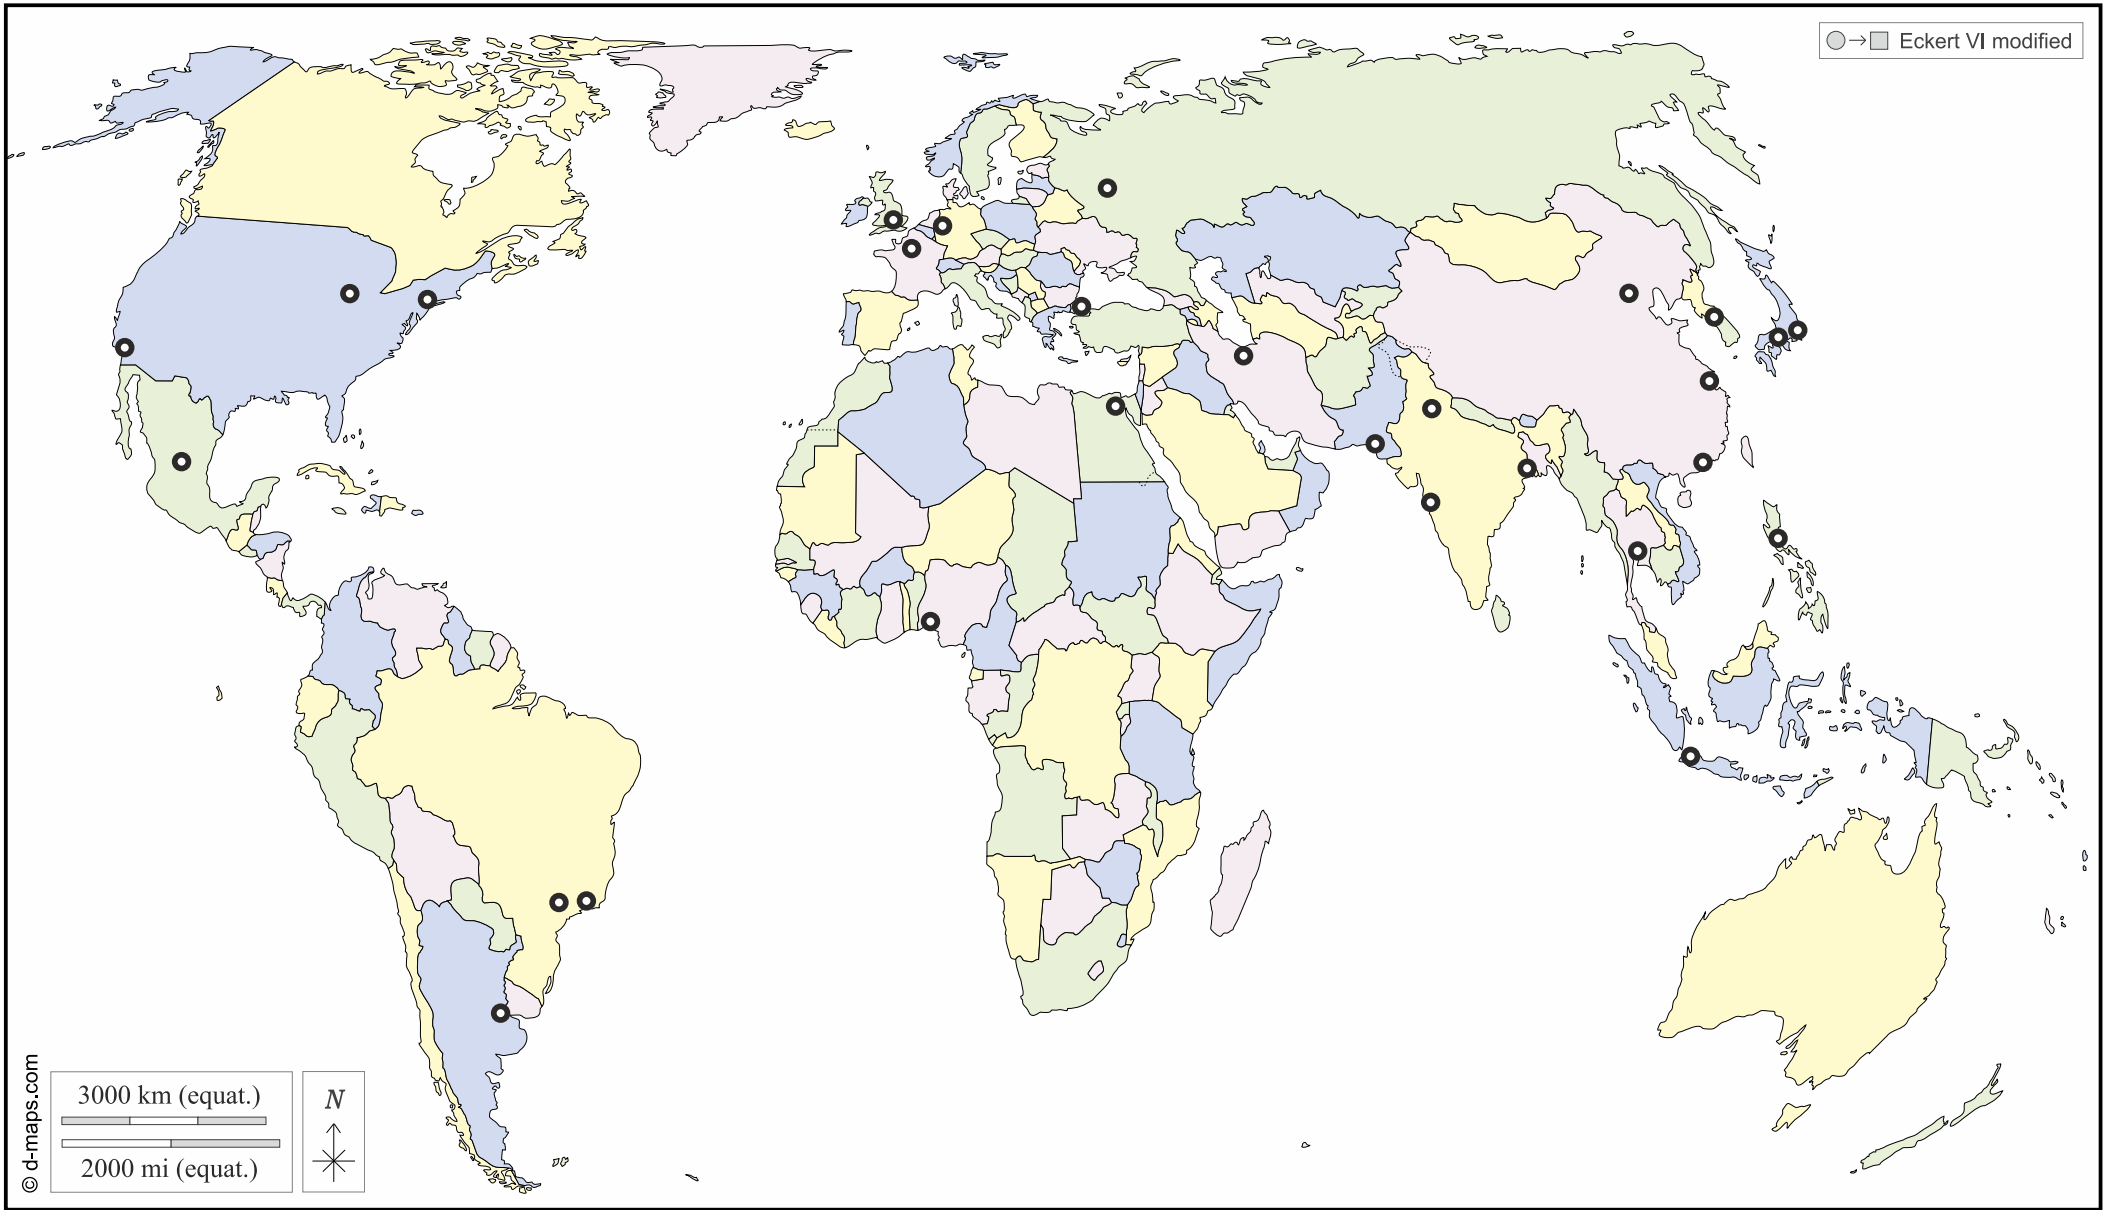 → Eckert VI modified
© d-maps.com
3000 km (equat.)
2000 mi (equat.)
N